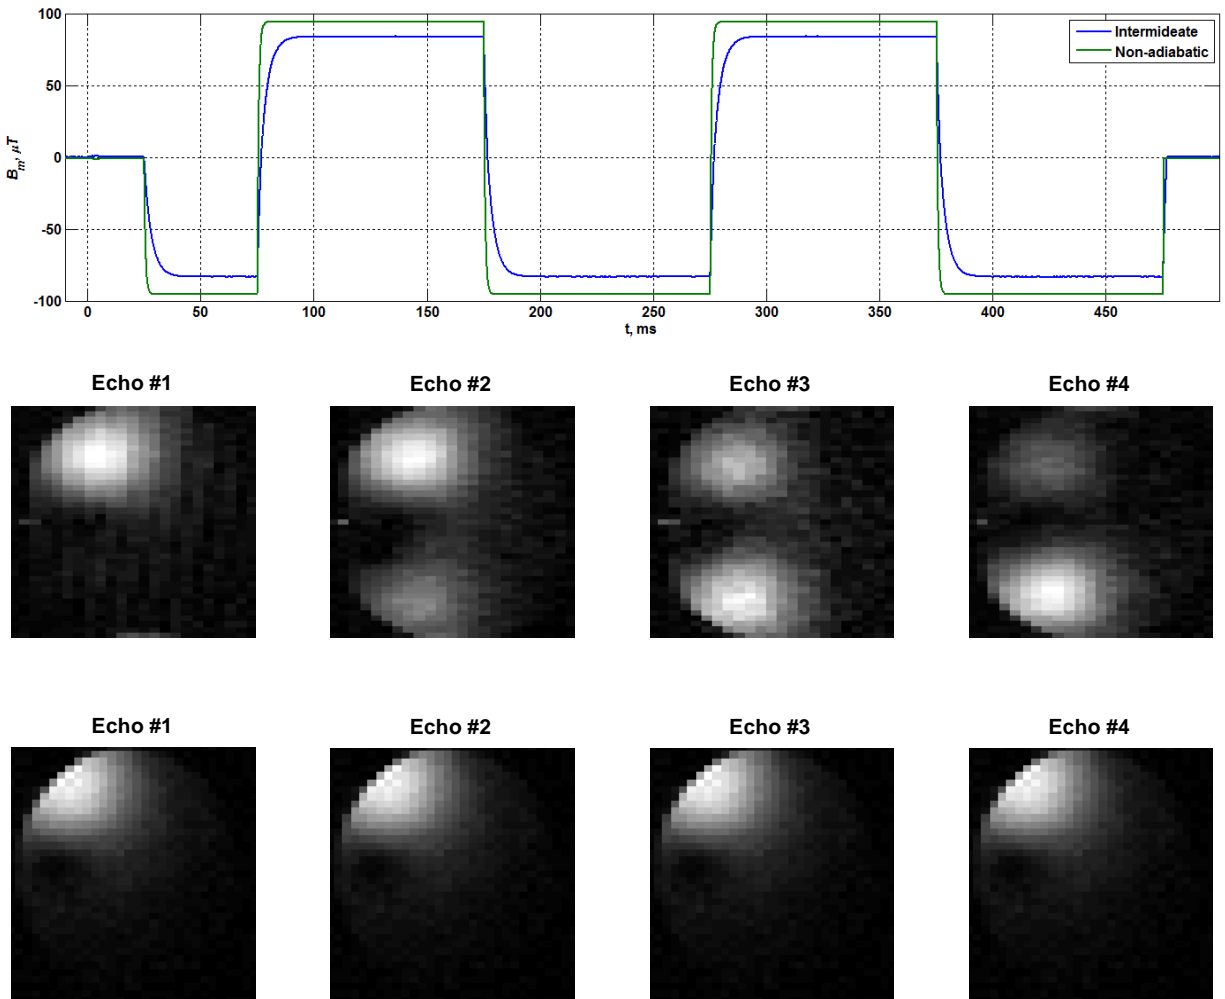 100
50
0
-50
-100
B_m, μT
Intermideate
Non-adiabatic
0 50 100 150 200 250 300 350 400 450
t, ms
Echo #1 Echo #2 Echo #3 Echo #4
Echo #1 Echo #2 Echo #3 Echo #4